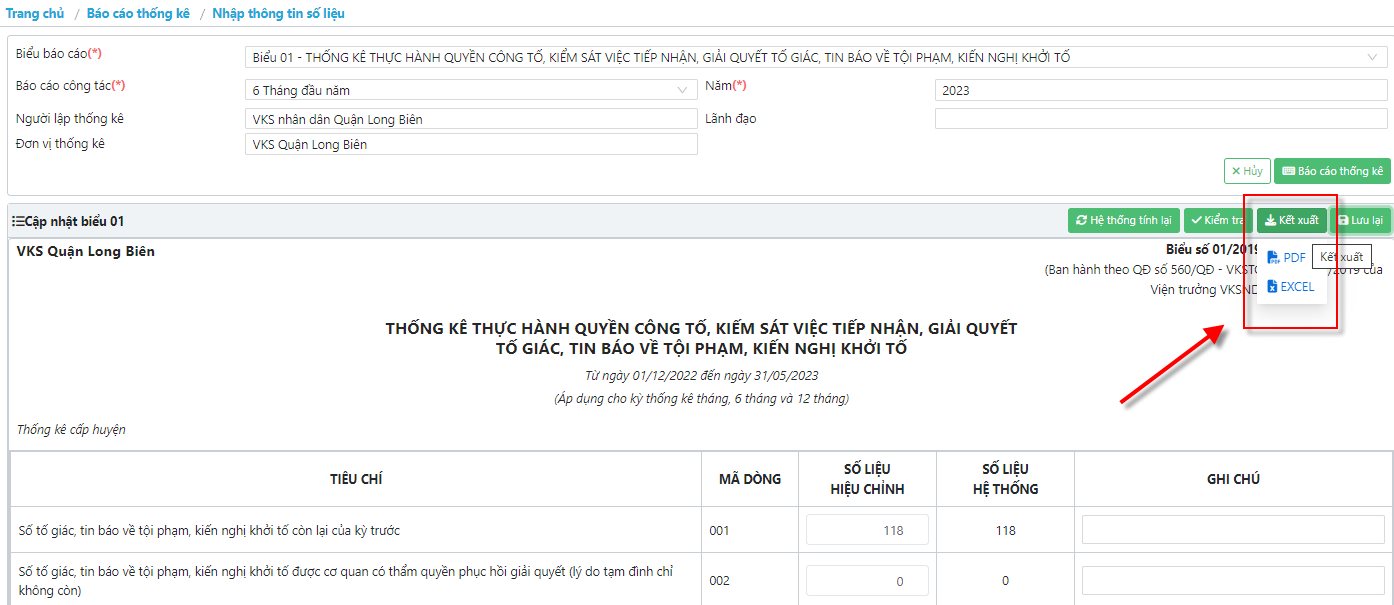 Trang chủ / Báo cáo thống kê / Nhập thông tin số liệu
Biểu báo cáo(*)
Biểu 01 - THỐNG KÊ THỰC HÀNH QUYỀN CÔNG TỐ, KIỂM SÁT VIỆC TIẾP NHẬN, GIẢI QUYẾT TỐ GIÁC, TIN BÁO VỀ TỘI PHẠM, KIẾN NGHỊ KHỞI TỐ
Báo cáo công tác(*)
6 Tháng đầu năm
Năm(*)
2023
Người lập thống kê
VKS nhân dân Quận Long Biên
Lãnh đạo
Đơn vị thống kê
VKS Quận Long Biên
Hủy
Báo cáo thống kê
Cập nhật biểu 01
Hệ thống tính lại
Kiểm tra
Kết xuất
Lưu lại
VKS Quận Long Biên
Biểu số 01/2019
PDF
Kết xuất
(Ban hành theo QĐ số 560/QĐ - /2019 của
EXCEL
Viện trưởng
THỐNG KÊ THỰC HÀNH QUYỀN CÔNG TỐ, KIỂM SÁT VIỆC TIẾP NHẬN, GIẢI QUYẾT
TỐ GIÁC, TIN BÁO VỀ TỘI PHẠM, KIẾN NGHỊ KHỞI TỐ
Từ ngày 01/12/2022 đến ngày 31/05/2023
(Áp dụng cho kỳ thống kê tháng, 6 tháng và 12 tháng)
Thống kê cấp huyện
TIÊU CHÍ
MÃ DÒNG
SỐ LIỆU
HIỆU CHỈNH
SỐ LIỆU
HỆ THỐNG
GHI CHÚ
Số tố giác, tin báo về tội phạm, kiến nghị khởi tố còn lại của kỳ trước
001
118
118
Số tố giác, tin báo về tội phạm, kiến nghị khởi tố được cơ quan có thẩm quyền phục hồi giải quyết (lý do tạm đình chỉ
không còn)
002
0
0